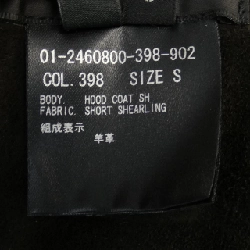 01-2460800-398-902
COL. 398 SIZE S
BODY. HOOD COAT SH
FABRIC. SHORT SHEARLING
組成表示
羊革